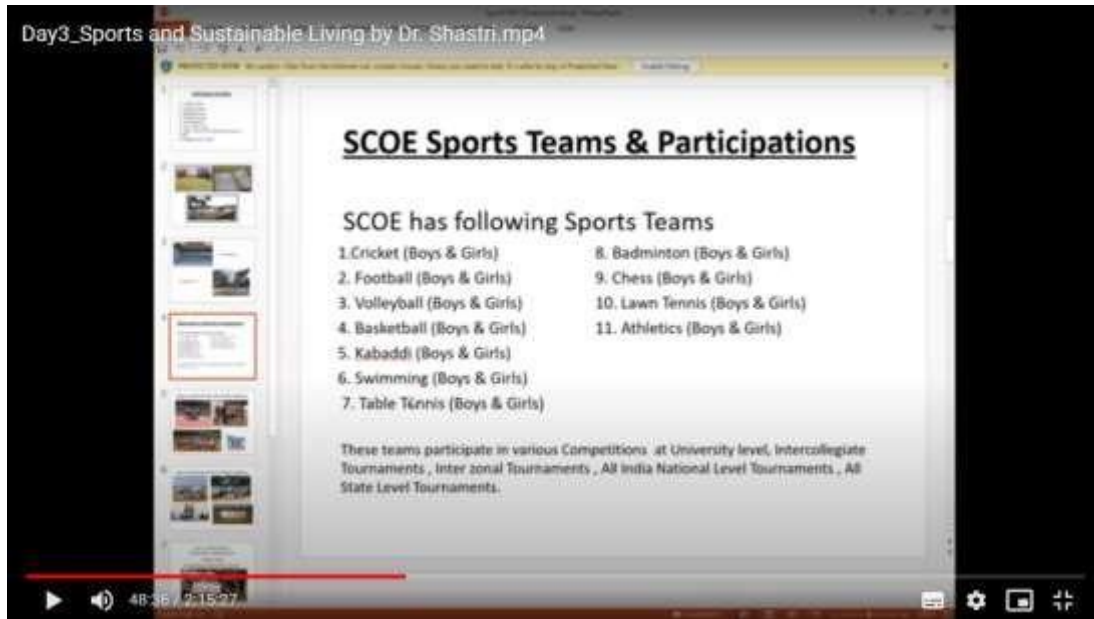 Day3_Sports and Sustainable Living by Dr. Shastri.mp4
SCOE Sports Teams & Participations
SCOE has following Sports Teams
1.Cricket (Boys & Girls)
2. Football (Boys & Girls)
3. Volleyball (Boys & Girls)
4. Basketball (Boys & Girls)
5. Kabaddi (Boys & Girls)
6. Swimming (Boys & Girls)
7. Table Tennis (Boys & Girls)
8. Badminton (Boys & Girls)
9. Chess (Boys & Girls)
10. Lawn Tennis (Boys & Girls)
11. Athletics (Boys & Girls)
These teams participate in various Competitions at University level, Intercollegiate
Tournaments , Inter zonal Tournaments , All India National Level Tournaments , All
State Level Tournaments.
48:36 / 2:15:27